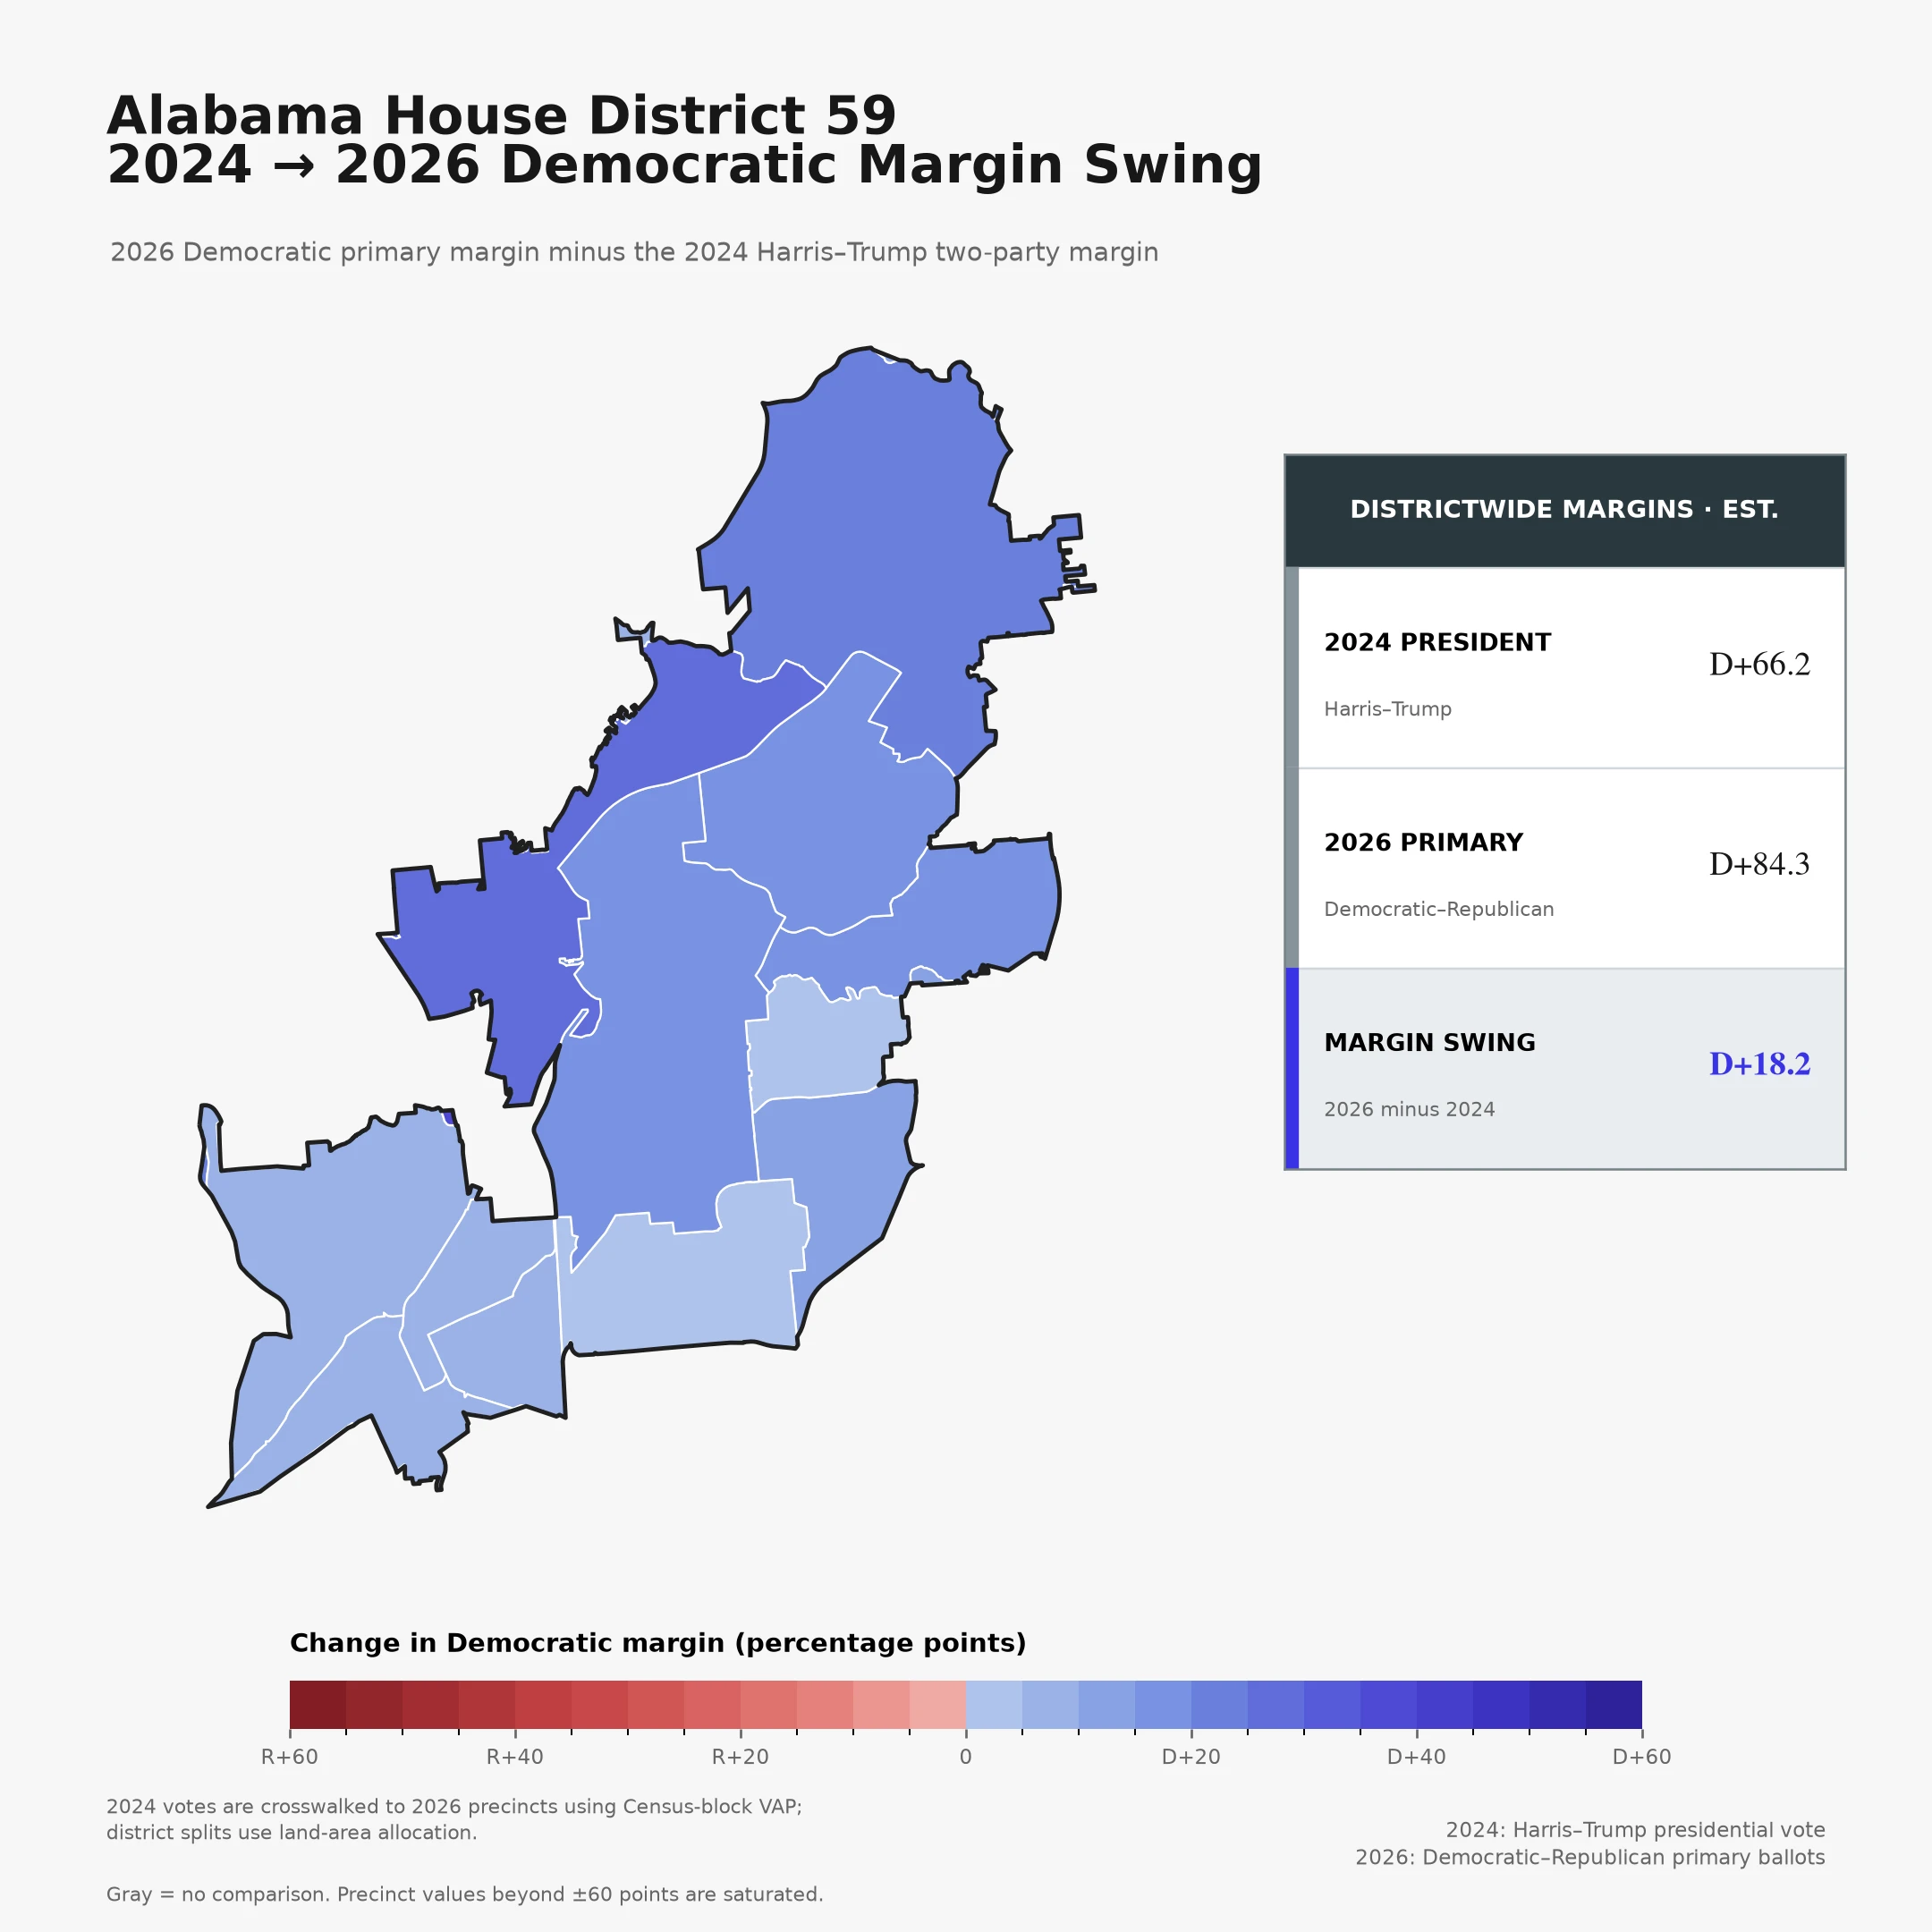 Alabama House District 59
2024 → 2026 Democratic Margin Swing
2026 Democratic primary margin minus the 2024 Harris–Trump two-party margin
DISTRICTWIDE MARGINS · EST.
2024 PRESIDENT
D+66.2
Harris–Trump
2026 PRIMARY
D+84.3
Democratic–Republican
MARGIN SWING
D+18.2
2026 minus 2024
Change in Democratic margin (percentage points)
R+60 R+40 R+20 0 D+20 D+40 D+60
2024 votes are crosswalked to 2026 precincts using Census-block VAP;
district splits use land-area allocation.
2024: Harris–Trump presidential vote
2026: Democratic–Republican primary ballots
Gray = no comparison. Precinct values beyond ±60 points are saturated.